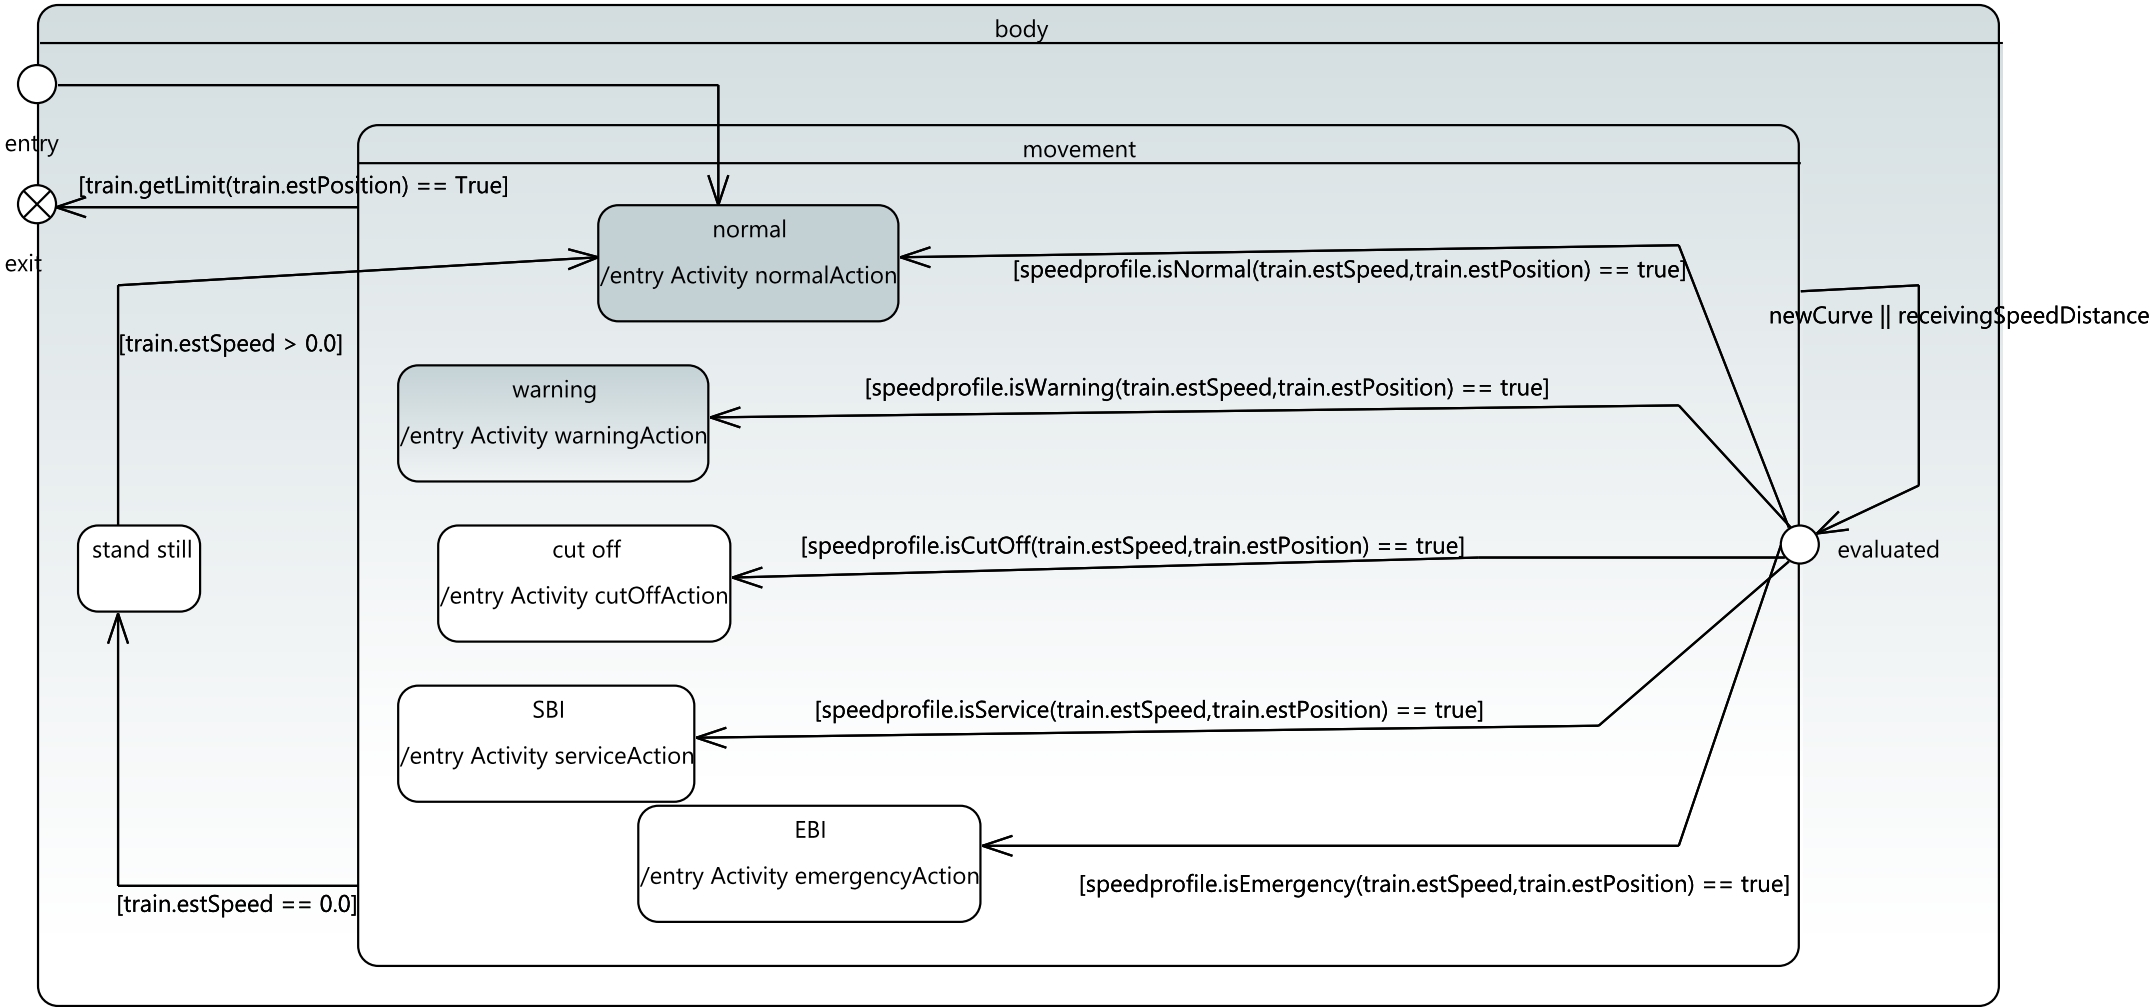 body
entry
movement
[train.getLimit(train.estPosition) == True]
normal
exit
/entry Activity normalAction
[speedprofile.isNormal(train.estSpeed,train.estPosition) == true]
newCurve || receivingSpeedDistance
[train.estSpeed > 0.0]
warning
[speedprofile.isWarning(train.estSpeed,train.estPosition) == true]
/entry Activity warningAction
stand still
cut off
[speedprofile.isCutOff(train.estSpeed,train.estPosition) == true]
evaluated
/entry Activity cutOffAction
SBI
[speedprofile.isService(train.estSpeed,train.estPosition) == true]
/entry Activity serviceAction
EBI
/entry Activity emergencyAction
[speedprofile.isEmergency(train.estSpeed,train.estPosition) == true]
[train.estSpeed == 0.0]